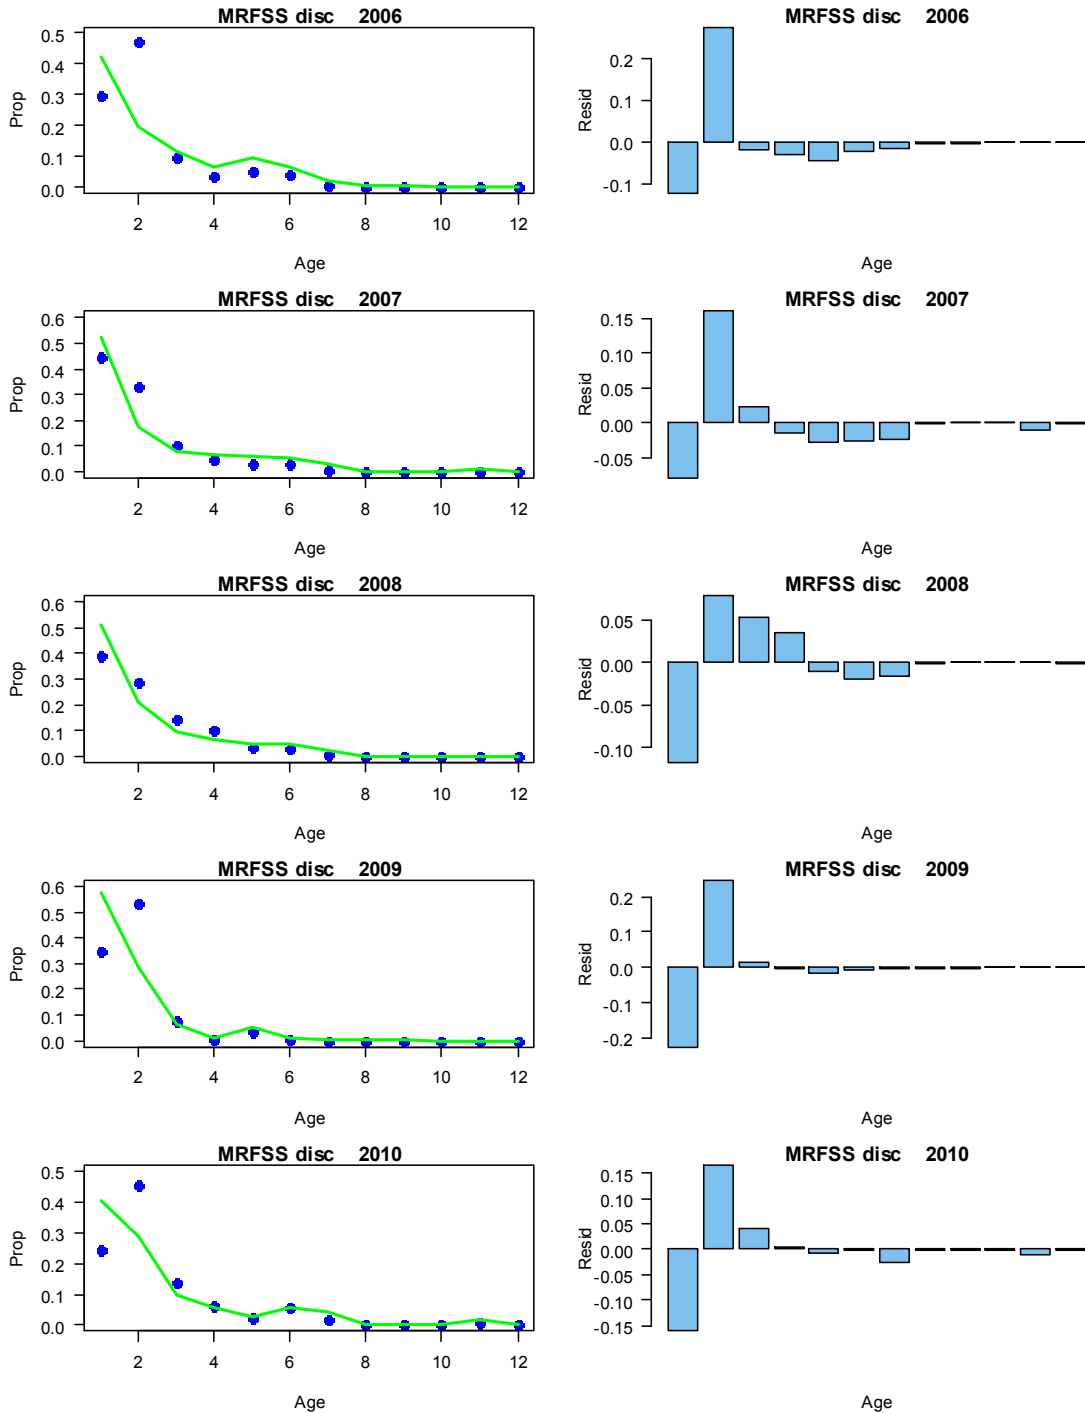 MRFSS disc 2006
Prop
0.5
0.4
0.3
0.2
0.1
0.0
2 4 6 8 10 12
Age
MRFSS disc 2006
Resid
0.2
0.1
0.0
-0.1
Age
MRFSS disc 2007
Prop
0.6
0.5
0.4
0.3
0.2
0.1
0.0
2 4 6 8 10 12
Age
MRFSS disc 2007
Resid
0.15
0.10
0.05
0.00
-0.05
Age
MRFSS disc 2008
Prop
0.6
0.5
0.4
0.3
0.2
0.1
0.0
2 4 6 8 10 12
Age
MRFSS disc 2008
Resid
0.05
0.00
-0.05
-0.10
Age
MRFSS disc 2009
Prop
0.6
0.5
0.4
0.3
0.2
0.1
0.0
2 4 6 8 10 12
Age
MRFSS disc 2009
Resid
0.2
0.1
0.0
-0.1
-0.2
Age
MRFSS disc 2010
Prop
0.5
0.4
0.3
0.2
0.1
0.0
2 4 6 8 10 12
Age
MRFSS disc 2010
Resid
0.15
0.10
0.05
0.00
-0.05
-0.10
-0.15
Age